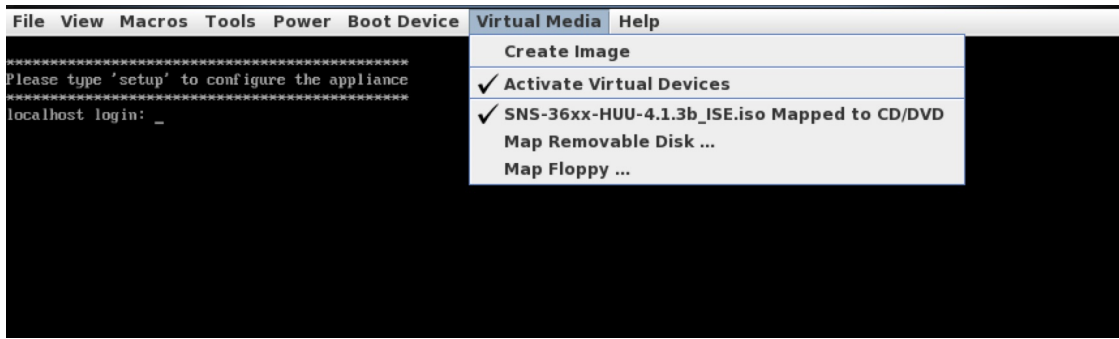 File View Macros Tools Power Boot Device Virtual Media Help
Create Image
✓ Activate Virtual Devices
✓ SNS-36xx-HUU-4.1.3b_ISE.iso Mapped to CD/DVD
Map Removable Disk ...
Map Floppy ...
*******************************************
Please type 'setup' to configure the appliance
*******************************************
localhost login: _